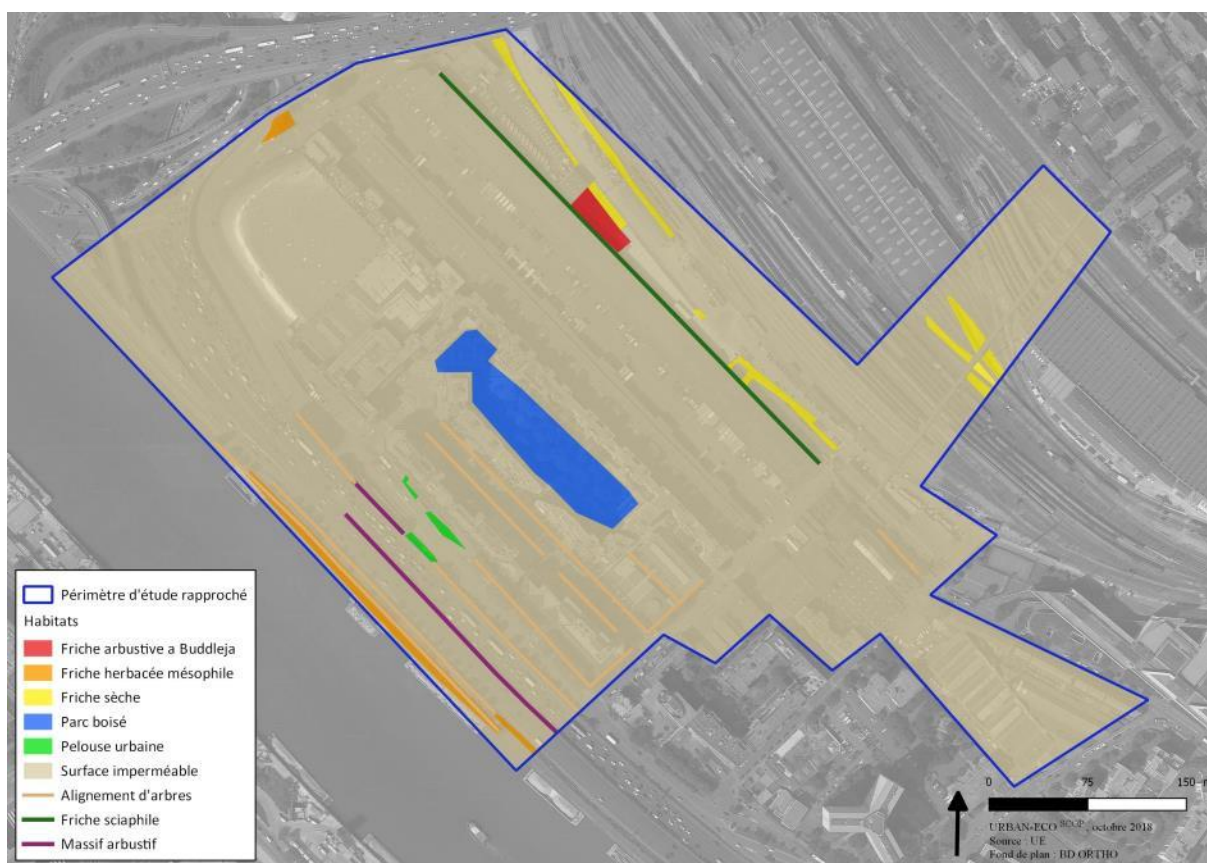 Périmètre d'étude rapproché
Habitats
Friche arbustive a Buddleja
Friche herbacée mésophile
Friche sèche
Parc boisé
Pelouse urbaine
Surface imperméable
Alignement d'arbres
Friche sciaphile
Massif arbustif
0 75 150 m
URBAN-ECO SCOP, octobre 2018
Source : UE
Fond de plan : BD ORTHO